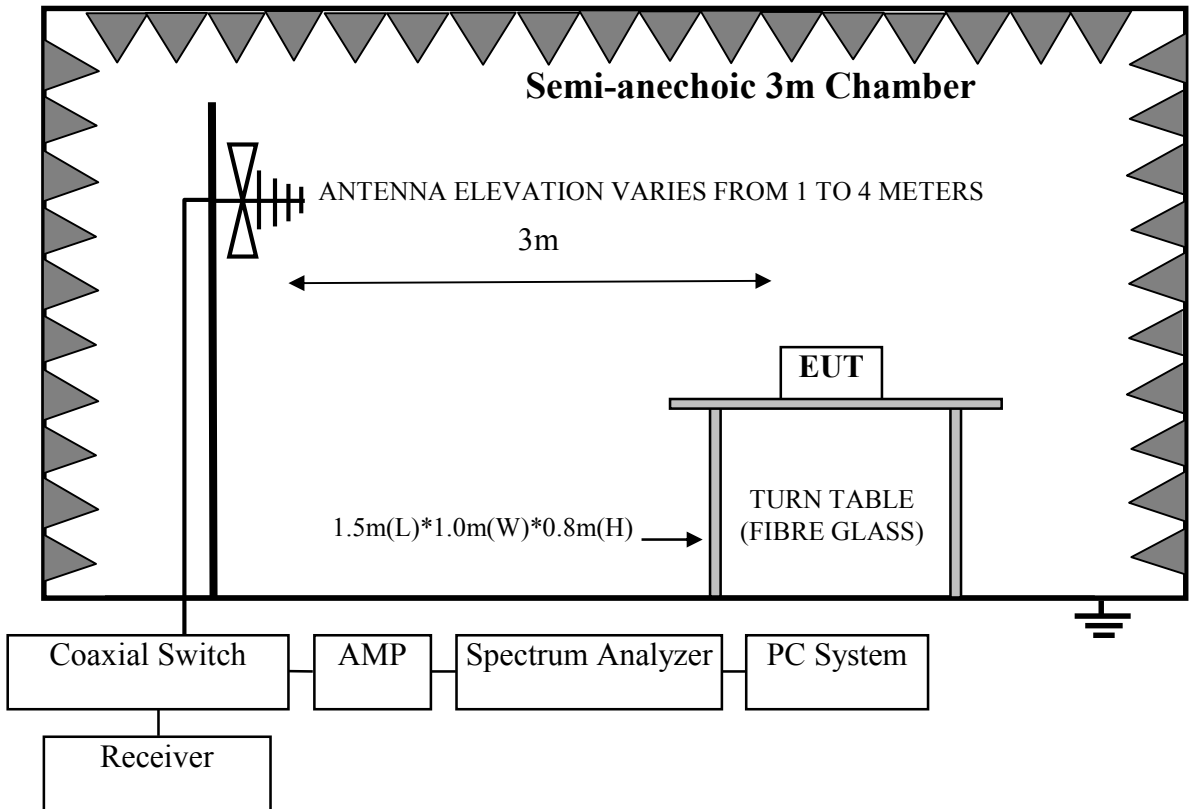 Semi-anechoic 3m Chamber
ANTENNA ELEVATION VARIES FROM 1 TO 4 METERS
3m
EUT
TURN TABLE
(FIBRE GLASS)
1.5m(L)*1.0m(W)*0.8m(H)
Coaxial Switch
AMP
Spectrum Analyzer
PC System
Receiver